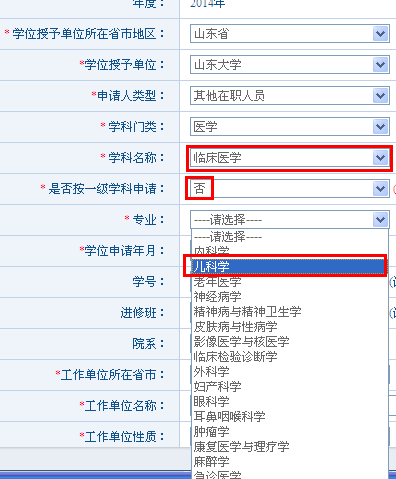 年度： 2014年
* 学位授予单位所在省市地区： 山东省
*学位授予单位： 山东大学
*申请人类型： 其他在职人员
* 学科门类： 医学
* 学科名称： 临床医学
* 是否按一级学科申请： 否
* 专业： ----请选择----
----请选择----
内科学
*学位申请年月：
儿科学
学号： 老年医学
神经病学
进修班： 精神病与精神卫生学
皮肤病与性病学
院系： 影像医学与核医学
临床检验诊断学
*工作单位所在省市： 外科学
妇产科学
*工作单位名称： 眼科学
耳鼻咽喉科学
*工作单位性质： 肿瘤学
康复医学与理疗学
麻醉学
急诊医学